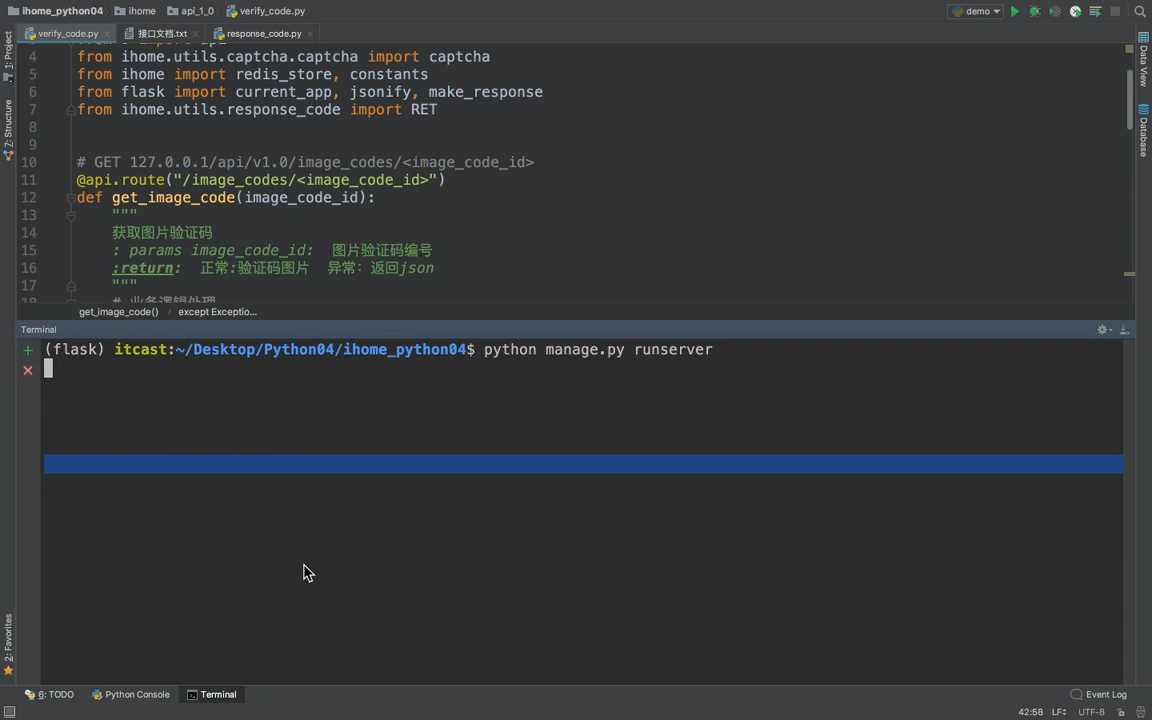 ihome_python04 ihome api_1_0 verify_code.py demo
verify_code.py 接口文档.txt response_code.py
4 from ihome.utils.captcha.captcha import captcha
5 from ihome import redis_store, constants
6 from flask import current_app, jsonify, make_response
7 from ihome.utils.response_code import RET
8
9
10 # GET 127.0.0.1/api/v1.0/image_codes/<image_code_id>
11 @api.route("/image_codes/<image_code_id>")
12 def get_image_code(image_code_id):
13 """
14 获取图片验证码
15 : params image_code_id: 图片验证码编号
16 :return: 正常:验证码图片 异常: 返回json
17 """
18 # 业务逻辑处理
get_image_code() › except Exceptio...
Terminal
(flask) itcast:~/Desktop/Python04/ihome_python04$ python manage.py runserver
1: Project
Z: Structure
2: Favorites
Data View
Database
6: TODO Python Console Terminal Event Log
42:58 LF UTF-8